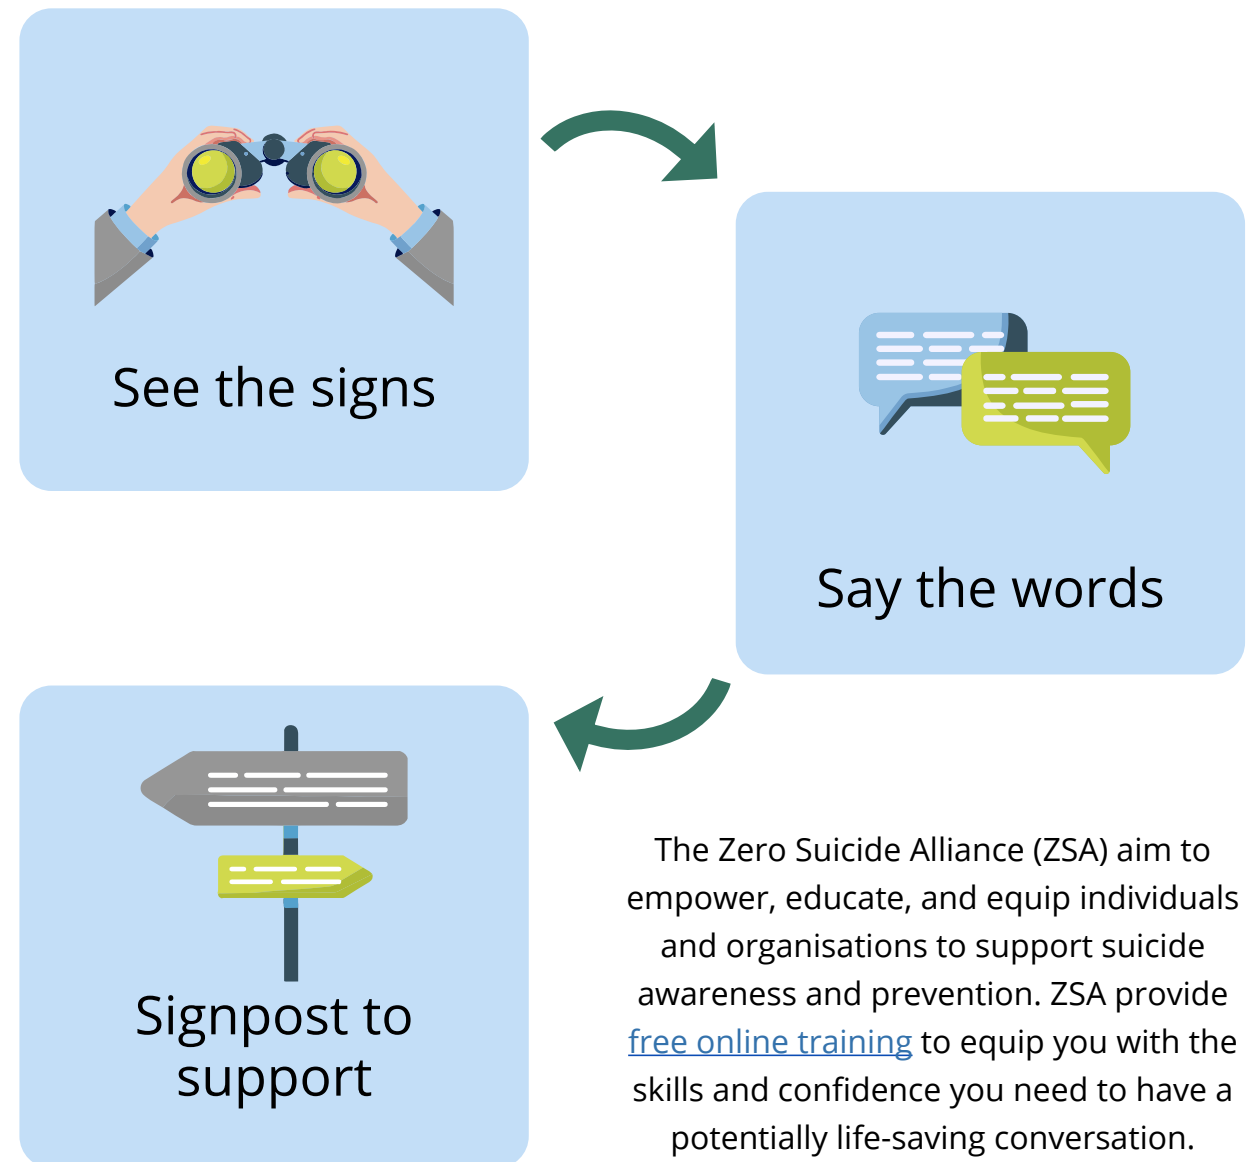 See the signs
Say the words
Signpost to
support
The Zero Suicide Alliance (ZSA) aim to
empower, educate, and equip individuals
and organisations to support suicide
awareness and prevention. ZSA provide
free online training to equip you with the
skills and confidence you need to have a
potentially life-saving conversation.